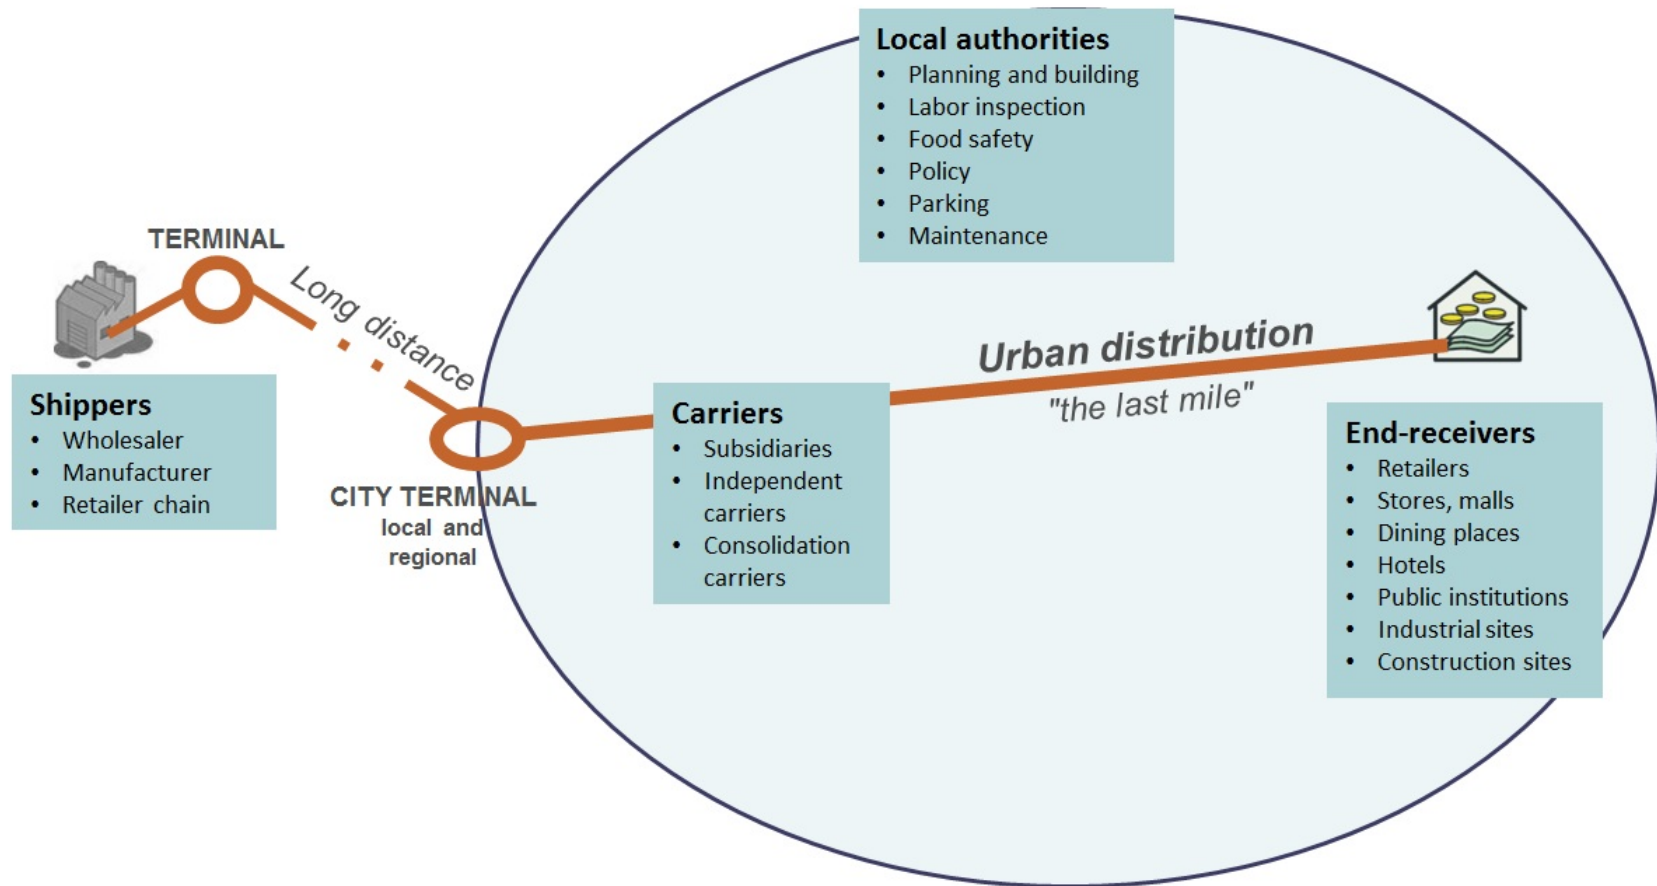 Local authorities
• Planning and building
• Labor inspection
• Food safety
• Policy
• Parking
• Maintenance
TERMINAL
Long distance
Shippers
• Wholesaler
• Manufacturer
• Retailer chain
CITY TERMINAL
local and
regional
Carriers
• Subsidiaries
• Independent
carriers
• Consolidation
carriers
Urban distribution
"the last mile"
End-receivers
• Retailers
• Stores, malls
• Dining places
• Hotels
• Public institutions
• Industrial sites
• Construction sites